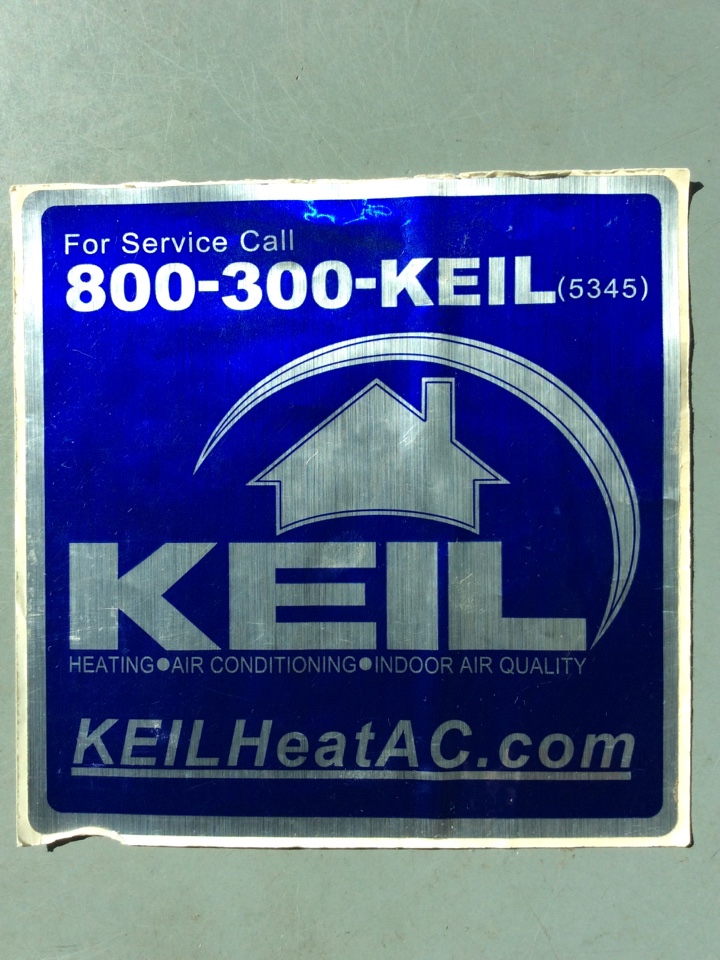 For Service Call
800-300-KEIL(5345)
KEIL
HEATING●AIR CONDITIONING●INDOOR AIR QUALITY
KEILHeatAC.com